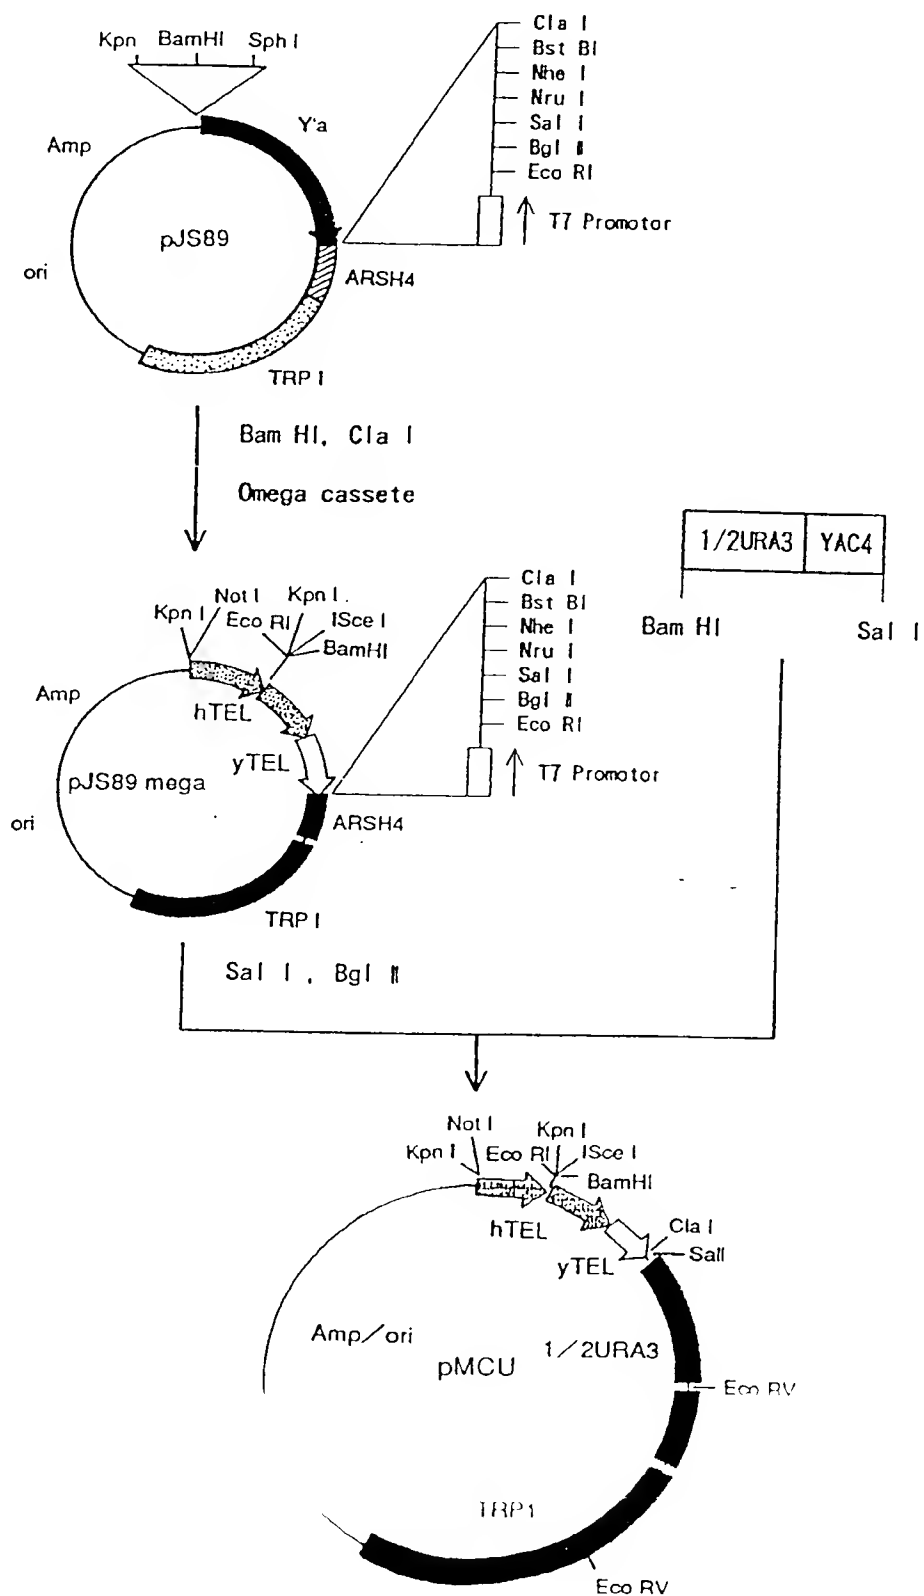 Kpn BamHI Sph I
Cla I
Bst BI
Nhe I
Nru I
Sal I
Bgl II
Eco RI
T7 Promotor
Y'a
Amp
pJS89
ori
ARSH4
TRP I
Bam HI, Cla I
Omega cassete
1/2URA3 YAC4
Bam HI
Sal I
Kpn I
Not I
Eco RI
Kpn I.
ISce I
BamHI
Cla I
Bst BI
Nhe I
Nru I
Sal I
Bgl II
Eco RI
T7 Promotor
Amp
hTEL
yTEL
pJS89 mega
ori
ARSH4
TRP I
Sal I, Bgl II
Not I
Kpn I
Eco RI
Kpn I
ISce I
BamHI
hTEL
yTEL
Cla I
SalI
Amp/ori
pMCU
1/2URA3
Eco RV
TRP1
Eco RV